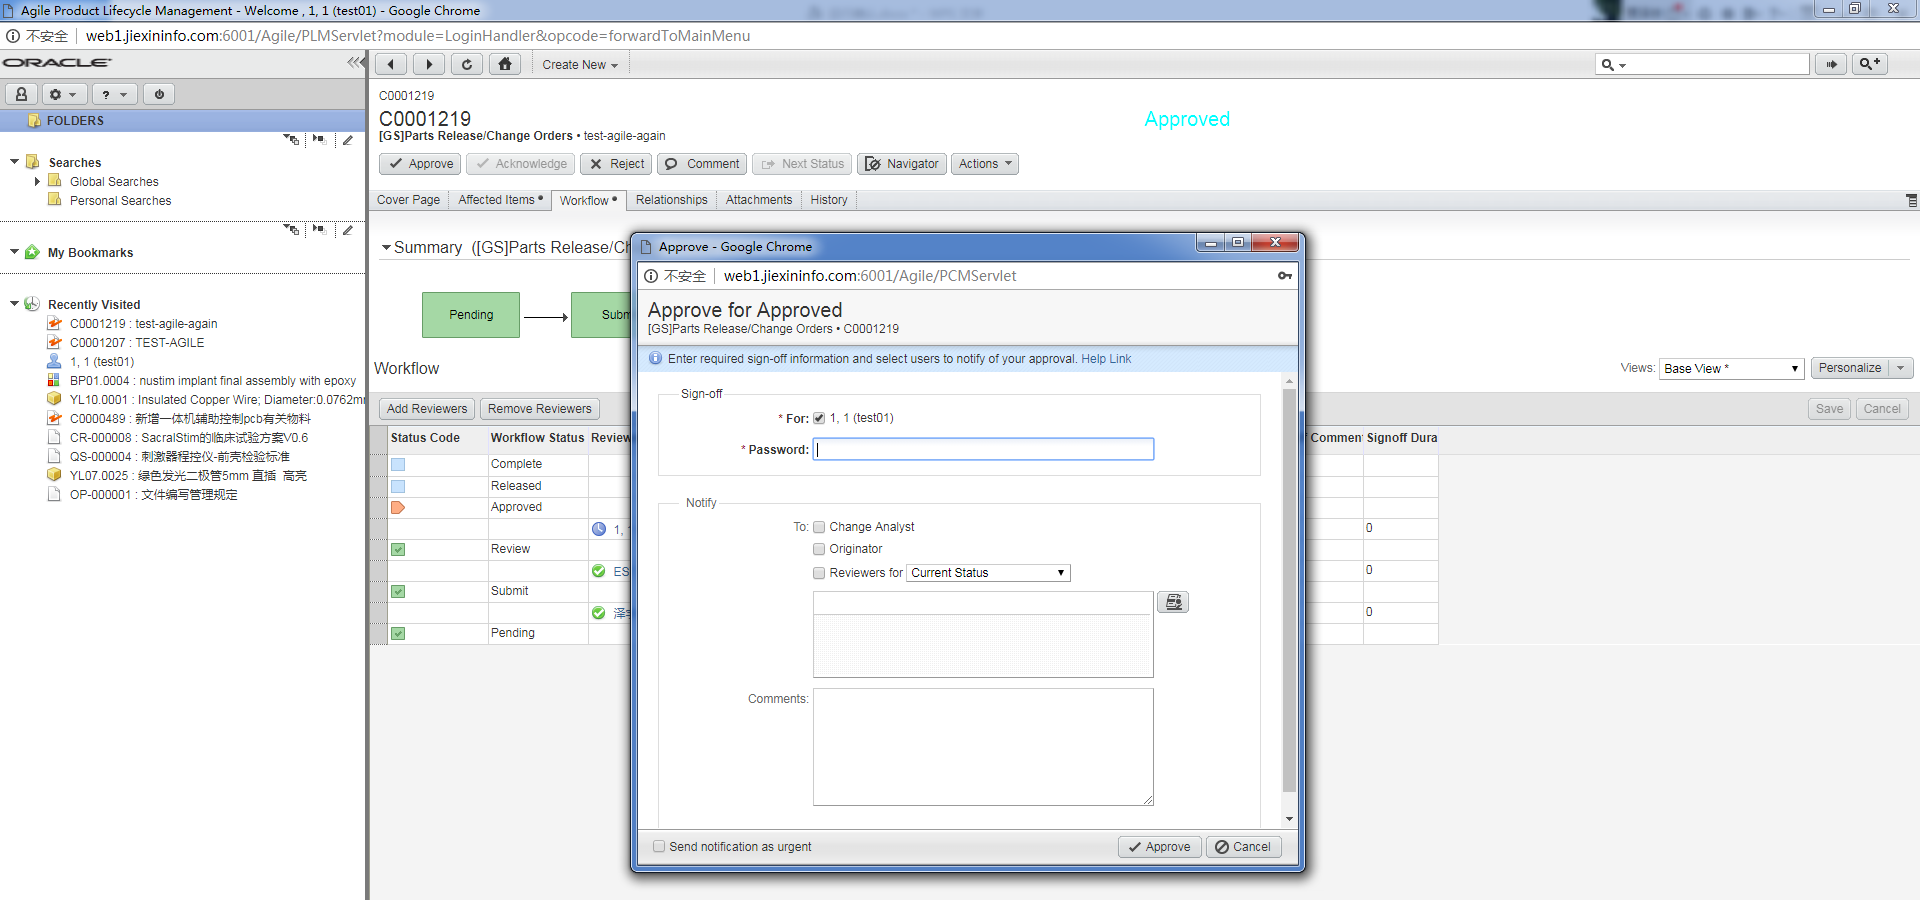 Agile Product Lifecycle Management - Welcome , 1, 1 (test01) - Google Chrome
不安全 web1.jiexininfo.com:6001/Agile/PLMServlet?module=LoginHandler&opcode=forwardToMainMenu
ORACLE
Create New
?
FOLDERS
Searches
Global Searches
Personal Searches
My Bookmarks
Recently Visited
C0001219 : test-agile-again
C0001207 : TEST-AGILE
1, 1 (test01)
BP01.0004 : nustim implant final assembly with epoxy
YL10.0001 : Insulated Copper Wire; Diameter:0.0762m
C0000489 : 新增一体机辅助控制pcb有关物料
CR-000008 : SacralStim的临床试验方案V0.6
QS-000004 : 刺激器程控仪-前壳检验标准
YL07.0025 : 绿色发光二极管5mm 直插 高亮
OP-000001 : 文件编写管理规定
C0001219
C0001219
[GS]Parts Release/Change Orders • test-agile-again
Approved
Approve Acknowledge Reject Comment Next Status Navigator Actions
Cover Page Affected Items • Workflow • Relationships Attachments History
Summary ([GS]Parts Release/Ch
Pending
Subm
Workflow
Views: Base View * Personalize
Add Reviewers Remove Reviewers Save Cancel
Status Code Workflow Status Review Commen Signoff Dura
Complete
Released
Approved
1, 0
Review
ES 0
Submit
泽 0
Pending
Approve - Google Chrome
不安全 web1.jiexininfo.com:6001/Agile/PCMServlet
Approve for Approved
[GS]Parts Release/Change Orders • C0001219
Enter required sign-off information and select users to notify of your approval. Help Link
Sign-off
* For: 1, 1 (test01)
* Password:
Notify
To: Change Analyst
Originator
Reviewers for Current Status
Comments:
Send notification as urgent Approve Cancel